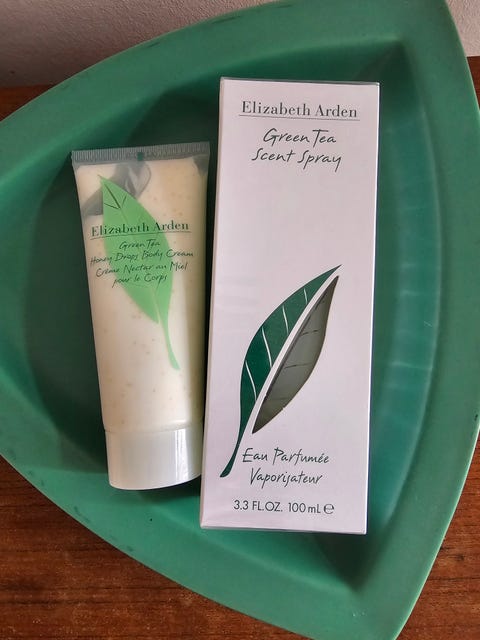 Elizabeth Arden
Green Tea
Honey Drops Body Cream
Crème Nectar au Miel
pour le Corps
Elizabeth Arden
Green Tea
Scent Spray
Eau Parfumée
Vaporisateur
3.3 FL.OZ. 100 mL e